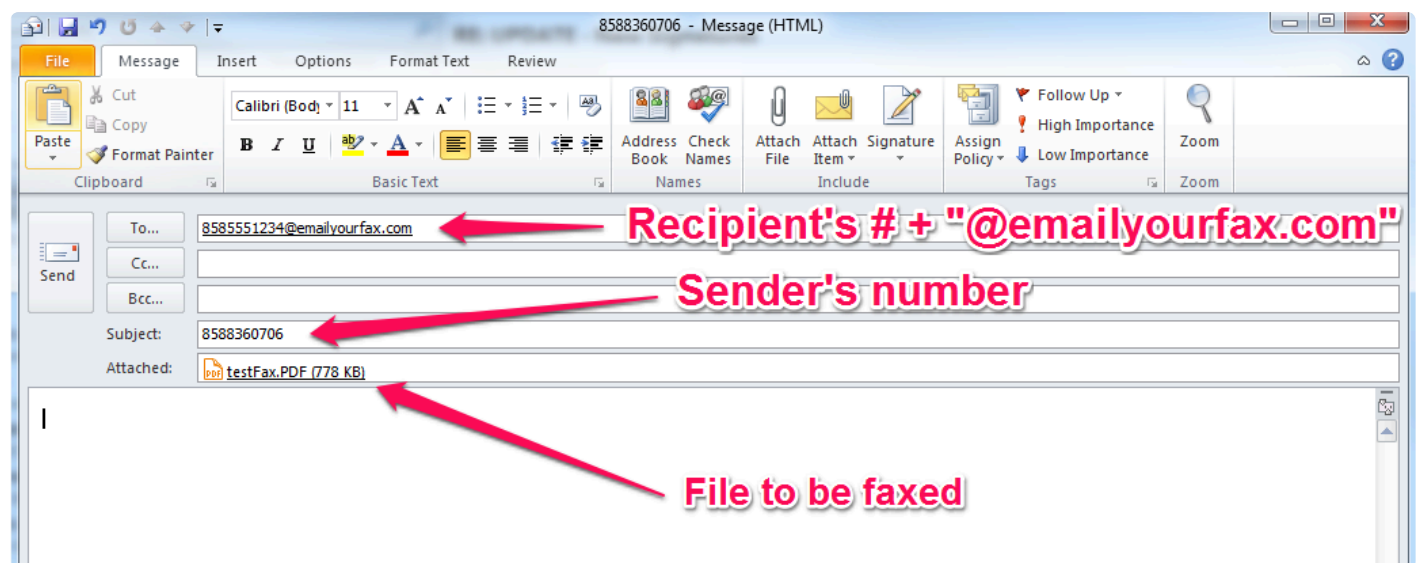 8588360706 - Message (HTML)
File Message Insert Options Format Text Review
Cut
Copy
Paste
Format Painter
Clipboard
Calibri (Body 11
B I U
Basic Text
Address Book
Check Names
Names
Attach File
Attach Item
Signature
Include
Assign Policy
Follow Up
High Importance
Low Importance
Tags
Zoom
Zoom
Send
To... 8585551234@emailyourfax.com
Recipient's # + "@emailyourfax.com"
Cc...
Bcc...
Sender's number
Subject: 8588360706
Attached: testFax.PDF (778 KB)
File to be faxed